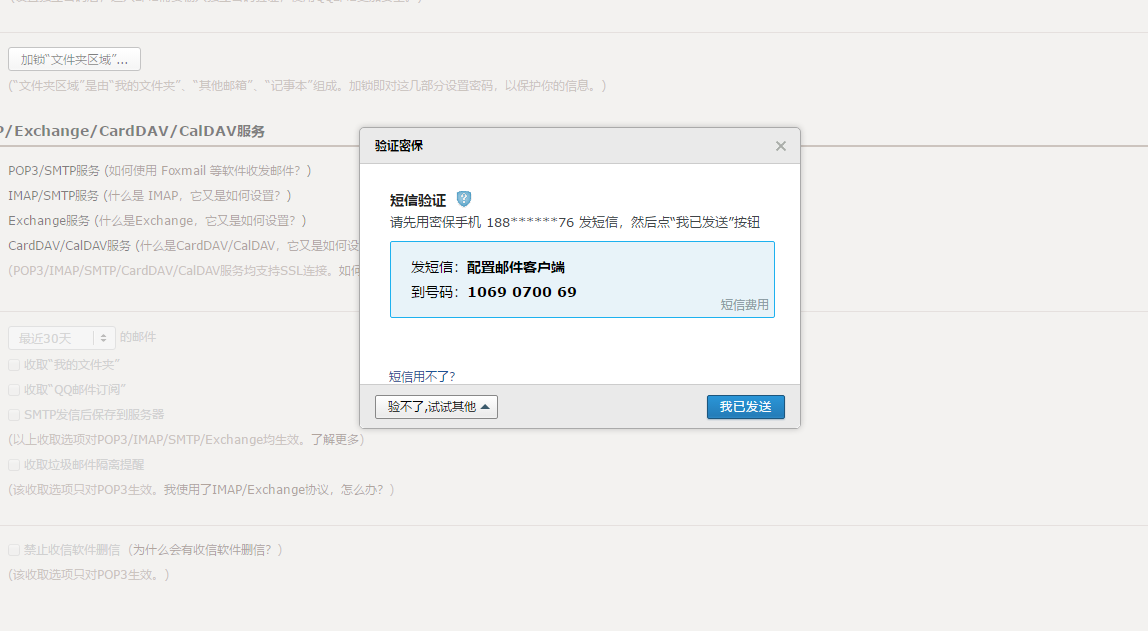 加锁“文件夹区域”...
(“文件夹区域”是由“我的文件夹”、“其他邮箱”、“记事本”组成。加锁即对这几部分设置密码，以保护你的信息。)
P/Exchange/CardDAV/CalDAV服务
POP3/SMTP服务 (如何使用 Foxmail 等软件收发邮件？)
IMAP/SMTP服务 (什么是 IMAP，它又是如何设置？)
Exchange服务 (什么是Exchange，它又是如何设置？)
CardDAV/CalDAV服务 (什么是CardDAV/CalDAV，它又是如何设
(POP3/IMAP/SMTP/CardDAV/CalDAV服务均支持SSL连接。如何
最近30天 的邮件
收取“我的文件夹”
收取“QQ邮件订阅”
SMTP发信后保存到服务器
(以上收取选项对POP3/IMAP/SMTP/Exchange均生效。了解更多)
收取垃圾邮件隔离提醒
(该收取选项只对POP3生效。我使用了IMAP/Exchange协议，怎么办？)
禁止收信软件删信 (为什么会有收信软件删信？)
(该收取选项只对POP3生效。)
验证密保
短信验证
请先用密保手机 188******76 发短信，然后点“我已发送”按钮
发短信：配置邮件客户端
到号码：1069 0700 69
短信费用
短信用不了?
验不了,试试其他
我已发送